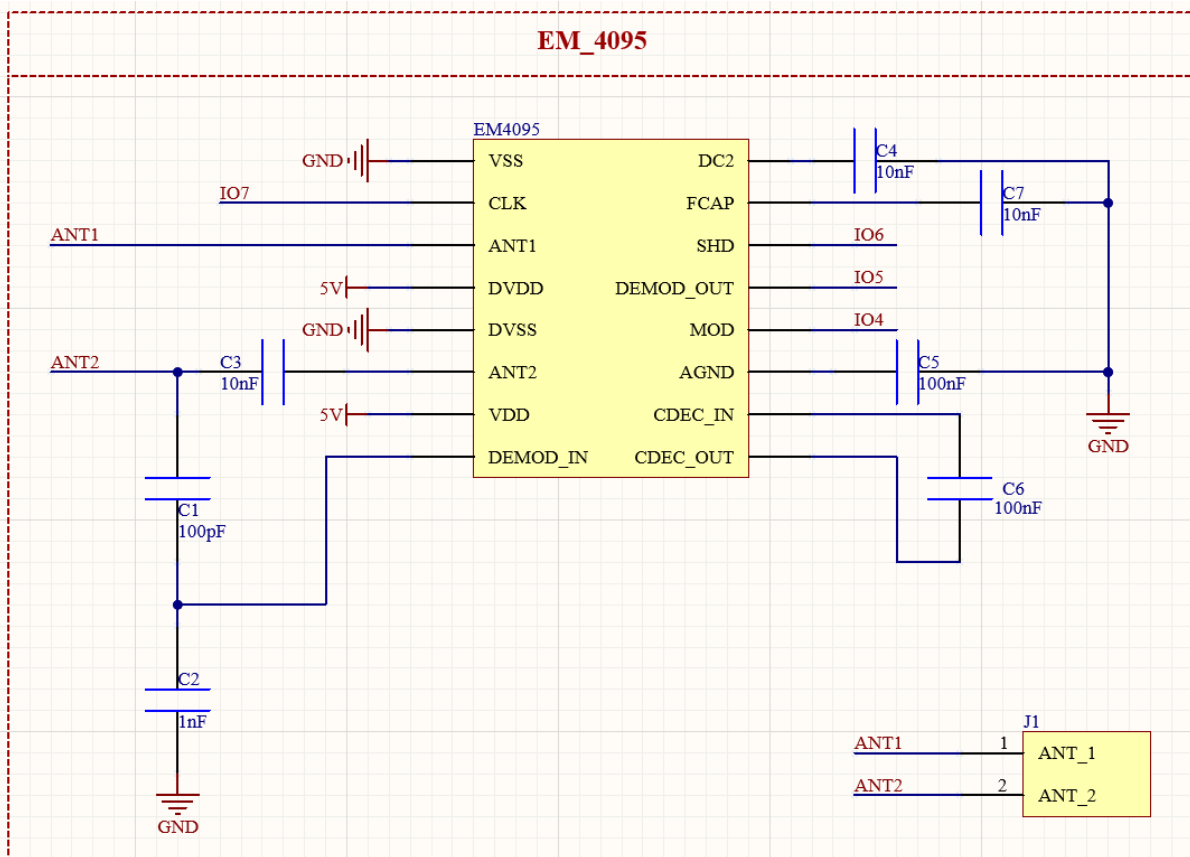 EM_4095
EM4095
GND
VSS
DC2
C4
10nF
IO7
CLK
FCAP
C7
10nF
ANT1
ANT1
SHD
IO6
5V
DVDD
DEMOD_OUT
IO5
GND
DVSS
MOD
IO4
ANT2
C3
10nF
ANT2
AGND
C5
100nF
5V
VDD
CDEC_IN
GND
DEMOD_IN
CDEC_OUT
C6
100nF
C1
100pF
C2
1nF
GND
J1
ANT1
1
ANT_1
ANT2
2
ANT_2